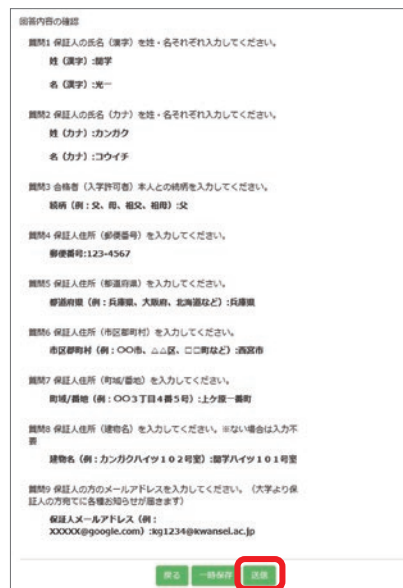 回答内容の確認
質問1 保証人の氏名（漢字）を姓・名それぞれ入力してください。
姓（漢字）:関学
名（漢字）:光一
質問2 保証人の氏名（カナ）を姓・名それぞれ入力してください。
姓（カナ）:カンガク
名（カナ）:コウイチ
質問3 合格者（入学許可者）本人との続柄を入力してください。
続柄（例：父、母、祖父、祖母）:父
質問4 保証人住所（郵便番号）を入力してください。
郵便番号:123-4567
質問5 保証人住所（都道府県）を入力してください。
都道府県（例：兵庫県、大阪府、北海道など）:兵庫県
質問6 保証人住所（市区郡町村）を入力してください。
市区郡町村（例：〇〇市、△△区、□□町など）:西宮市
質問7 保証人住所（町域/番地）を入力してください。
町域/番地（例：〇〇３丁目４番５号）:上ケ原一番町
質問8 保証人住所（建物名）を入力してください。※ない場合は入力不
要
建物名（例：カンガクハイツ１０２号室）:関学ハイツ１０１号室
質問9 保証人の方のメールアドレスを入力してください。（大学より保
証人の方宛てに各種お知らせが届きます）
保証人メールアドレス（例：
XXXXX@google.com）:kg1234@kwansei.ac.jp
戻る 一時保存 送信